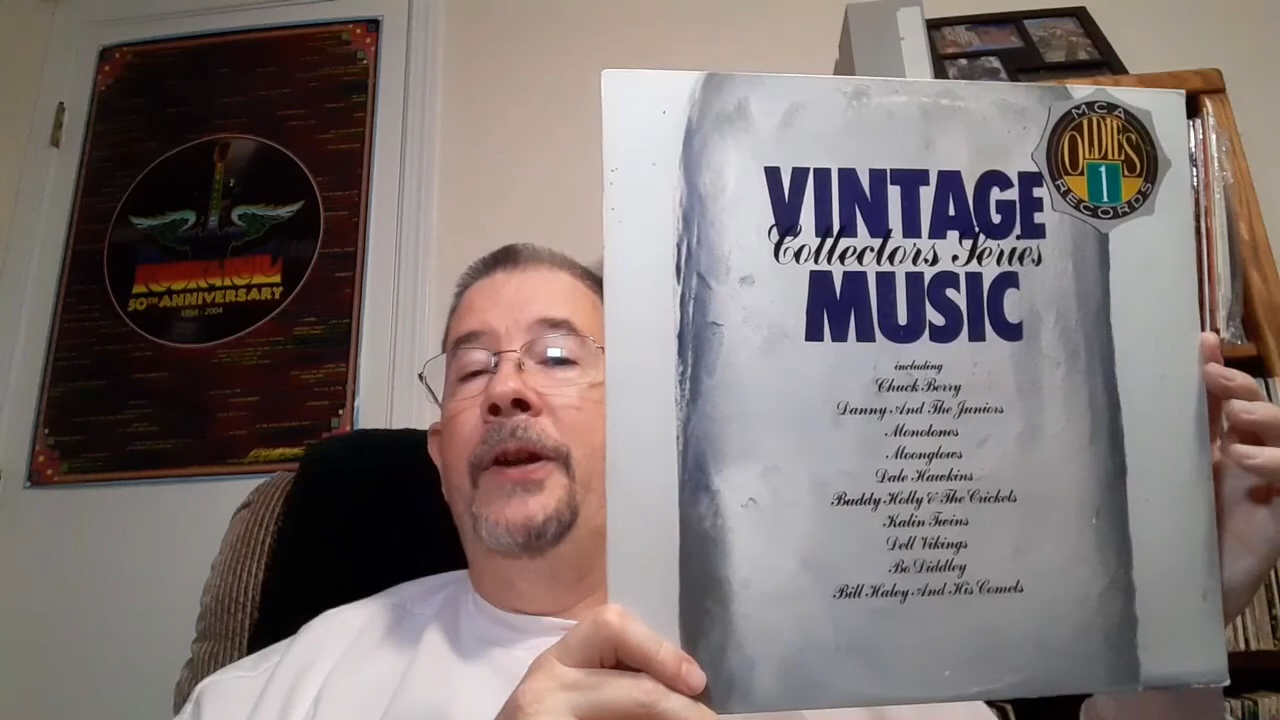 50TH ANNIVERSARY
1954 - 2004
MCA
OLDIES
1
RECORDS
VINTAGE
Collectors Series
MUSIC
including
Chuck Berry
Danny And The Juniors
Monotones
Moonglows
Dale Hawkins
Buddy Holly & The Crickets
Kalin Twins
Dell Vikings
Bo Diddley
Bill Haley And His Comets